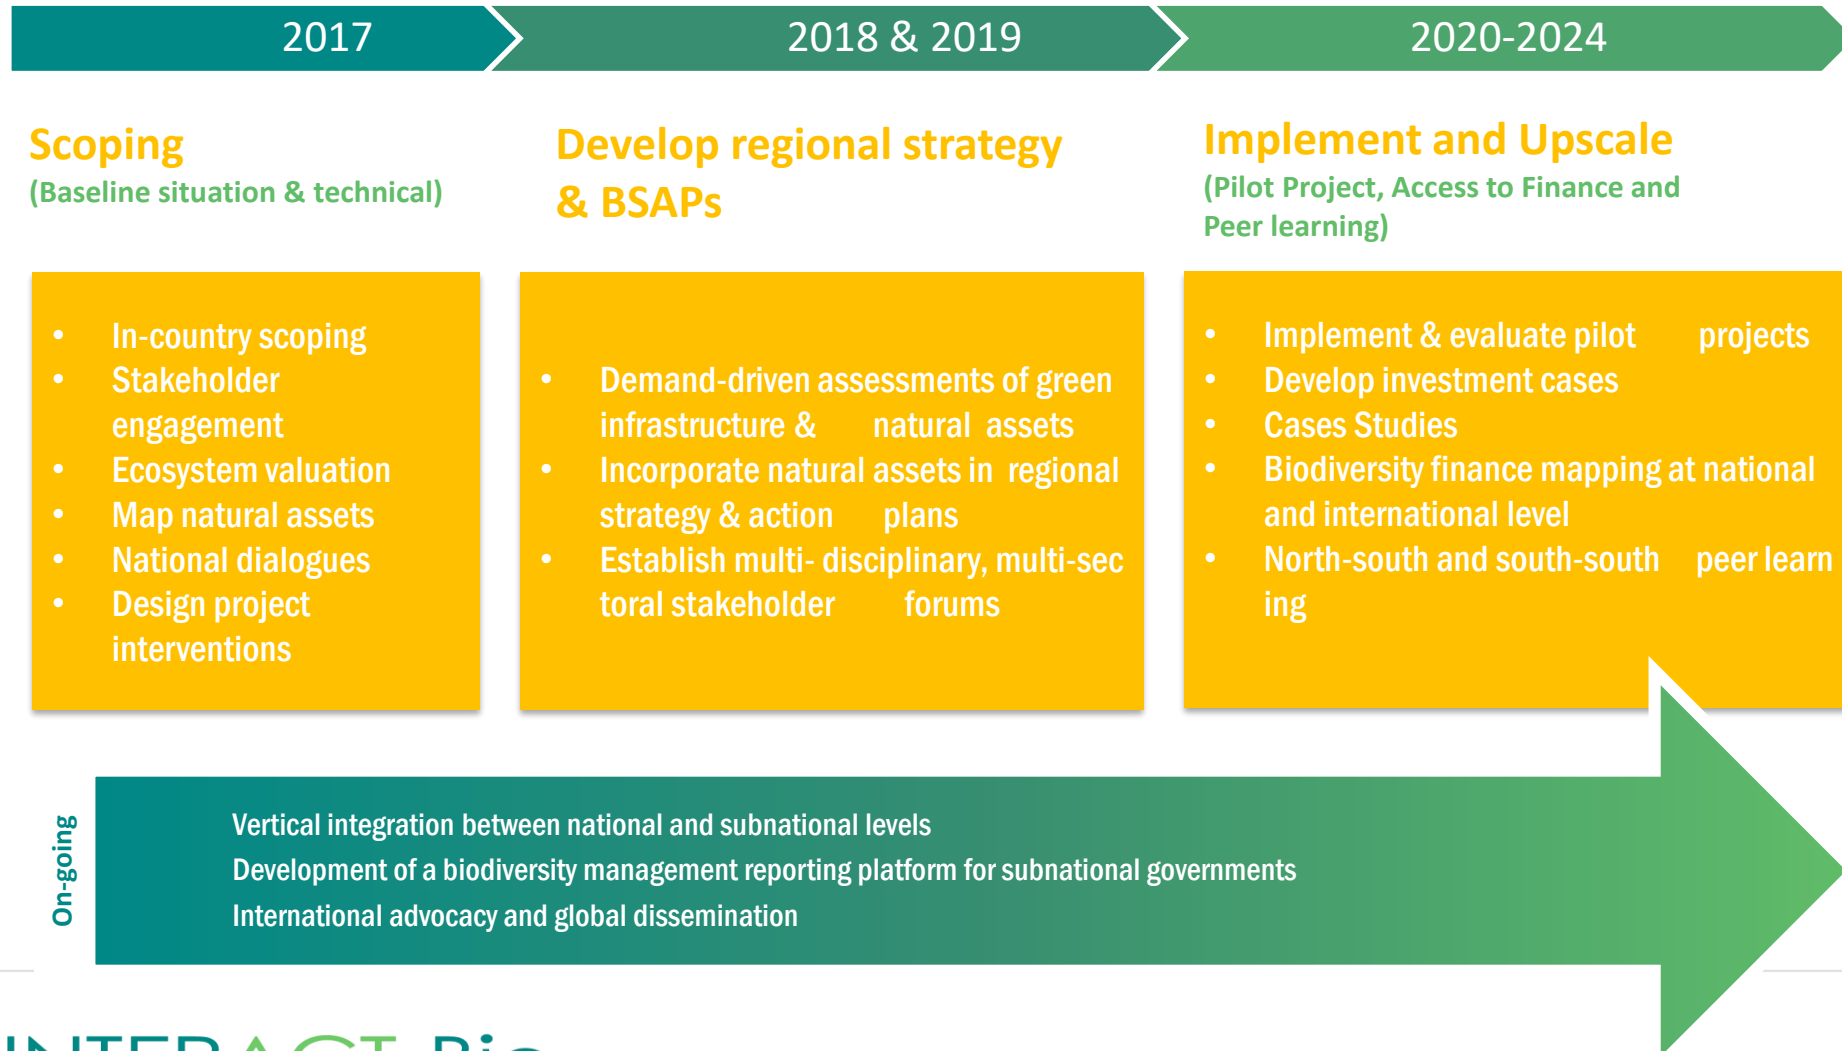 2017
2018 & 2019
2020-2024
Scoping
(Baseline situation & technical)
Develop regional strategy
& BSAPs
Implement and Upscale
(Pilot Project, Access to Finance and
Peer learning)
• In-country scoping
• Stakeholder
engagement
• Ecosystem valuation
• Map natural assets
• National dialogues
• Design project
interventions
• Demand-driven assessments of green
infrastructure & natural assets
• Incorporate natural assets in regional
strategy & action plans
• Establish multi- disciplinary, multi-sec
toral stakeholder forums
• Implement & evaluate pilot projects
• Develop investment cases
• Cases Studies
• Biodiversity finance mapping at national
and international level
• North-south and south-south peer learn
ing
On-going
Vertical integration between national and subnational levels
Development of a biodiversity management reporting platform for subnational governments
International advocacy and global dissemination
INTERACT-Bio